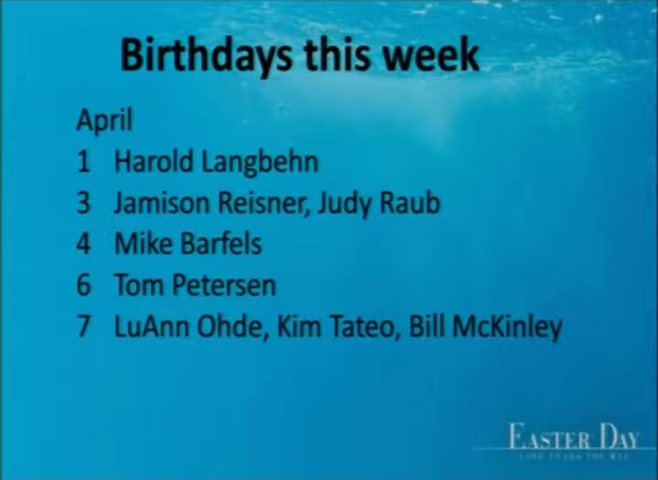 Birthdays this week
April
1 Harold Langbehn
3 Jamison Reisner, Judy Raub
4 Mike Barfels
6 Tom Petersen
7 LuAnn Ohde, Kim Tateo, Bill McKinley
EASTER DAY